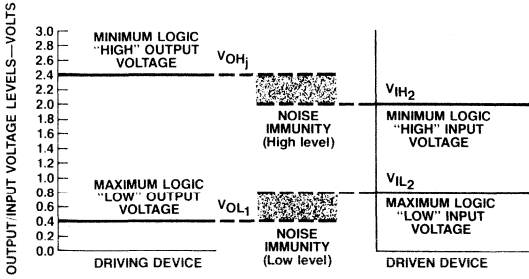 OUTPUT/INPUT VOLTAGE LEVELS—VOLTS
3.0
2.8
2.6
2.4
2.2
2.0
1.8
1.6
1.4
1.2
1.0
0.8
0.6
0.4
0.2
0.0
MINIMUM LOGIC
"HIGH" OUTPUT
VOLTAGE
VOHj
NOISE
IMMUNITY
(High level)
VIH2
MINIMUM LOGIC
"HIGH" INPUT
VOLTAGE
MAXIMUM LOGIC
"LOW" OUTPUT
VOLTAGE
VOL1
NOISE
IMMUNITY
(Low level)
VIL2
MAXIMUM LOGIC
"LOW" INPUT
VOLTAGE
DRIVING DEVICE
DRIVEN DEVICE